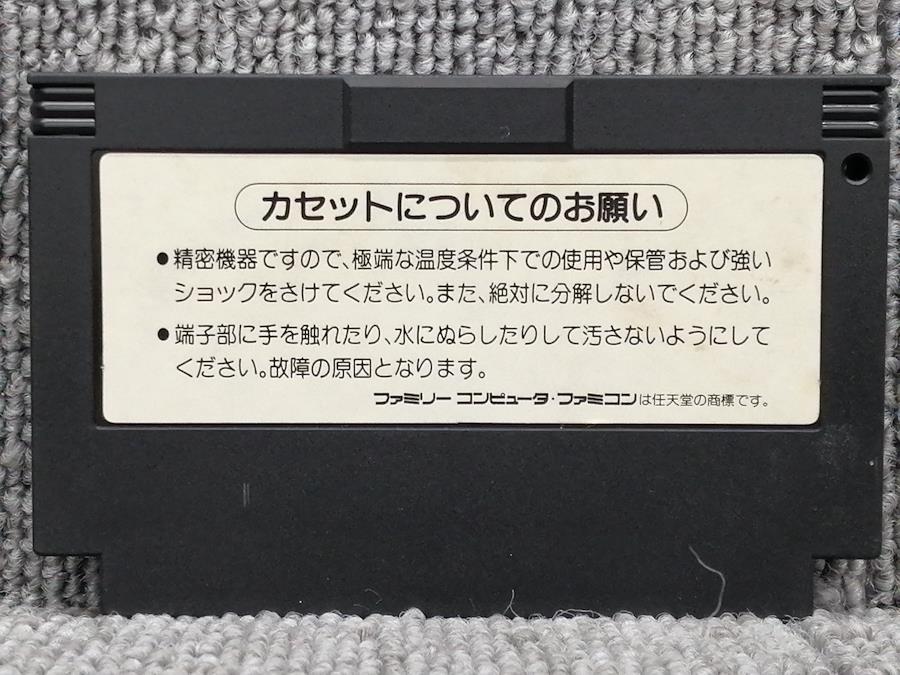 カセットについてのお願い
●精密機器ですので、極端な温度条件下での使用や保管および強い
ショックをさけてください。また、絶対に分解しないでください。
●端子部に手を触れたり、水にぬらしたりして汚さないようにして
ください。故障の原因となります。
ファミリー コンピュータ・ファミコンは任天堂の商標です。